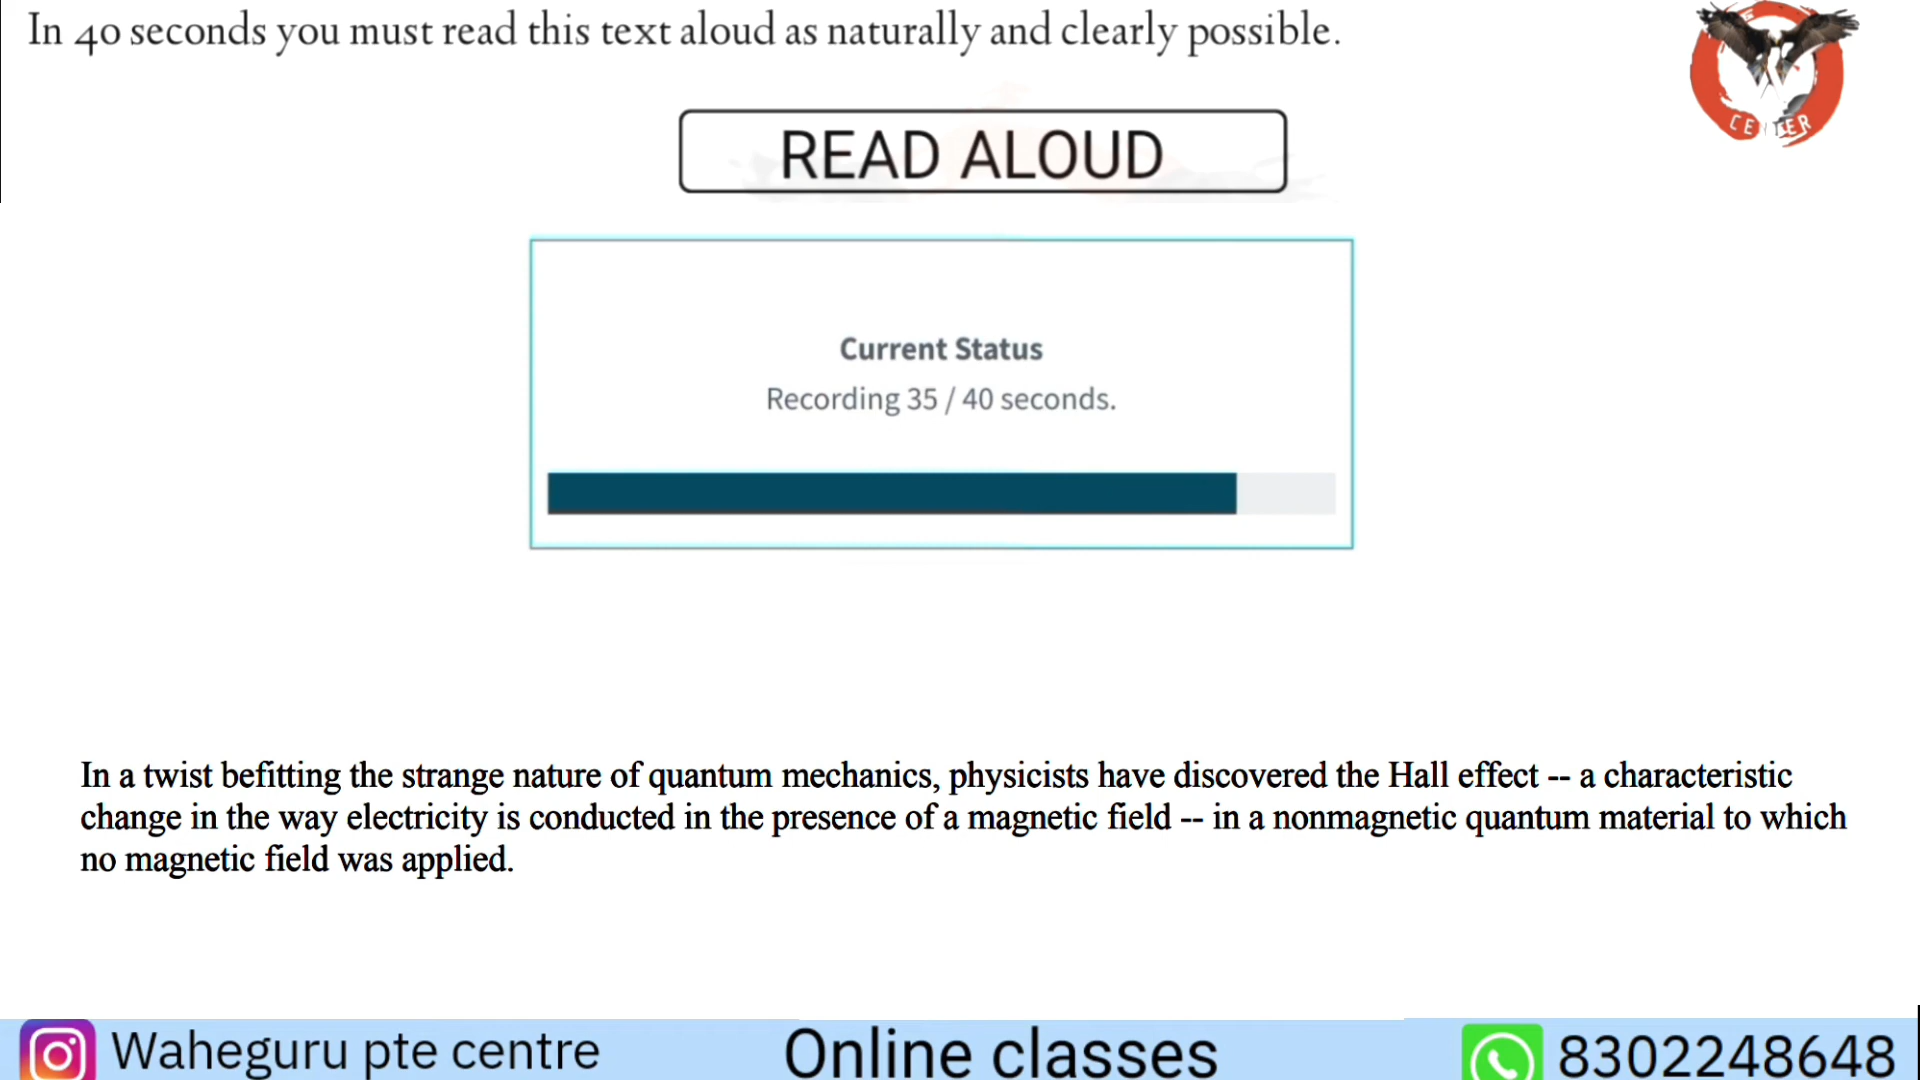 In 40 seconds you must read this text aloud as naturally and clearly possible.
READ ALOUD
Current Status
Recording 35 / 40 seconds.
In a twist befitting the strange nature of quantum mechanics, physicists have discovered the Hall effect -- a characteristic
change in the way electricity is conducted in the presence of a magnetic field -- in a nonmagnetic quantum material to which
no magnetic field was applied.
Waheguru pte centre
Online classes
8302248648